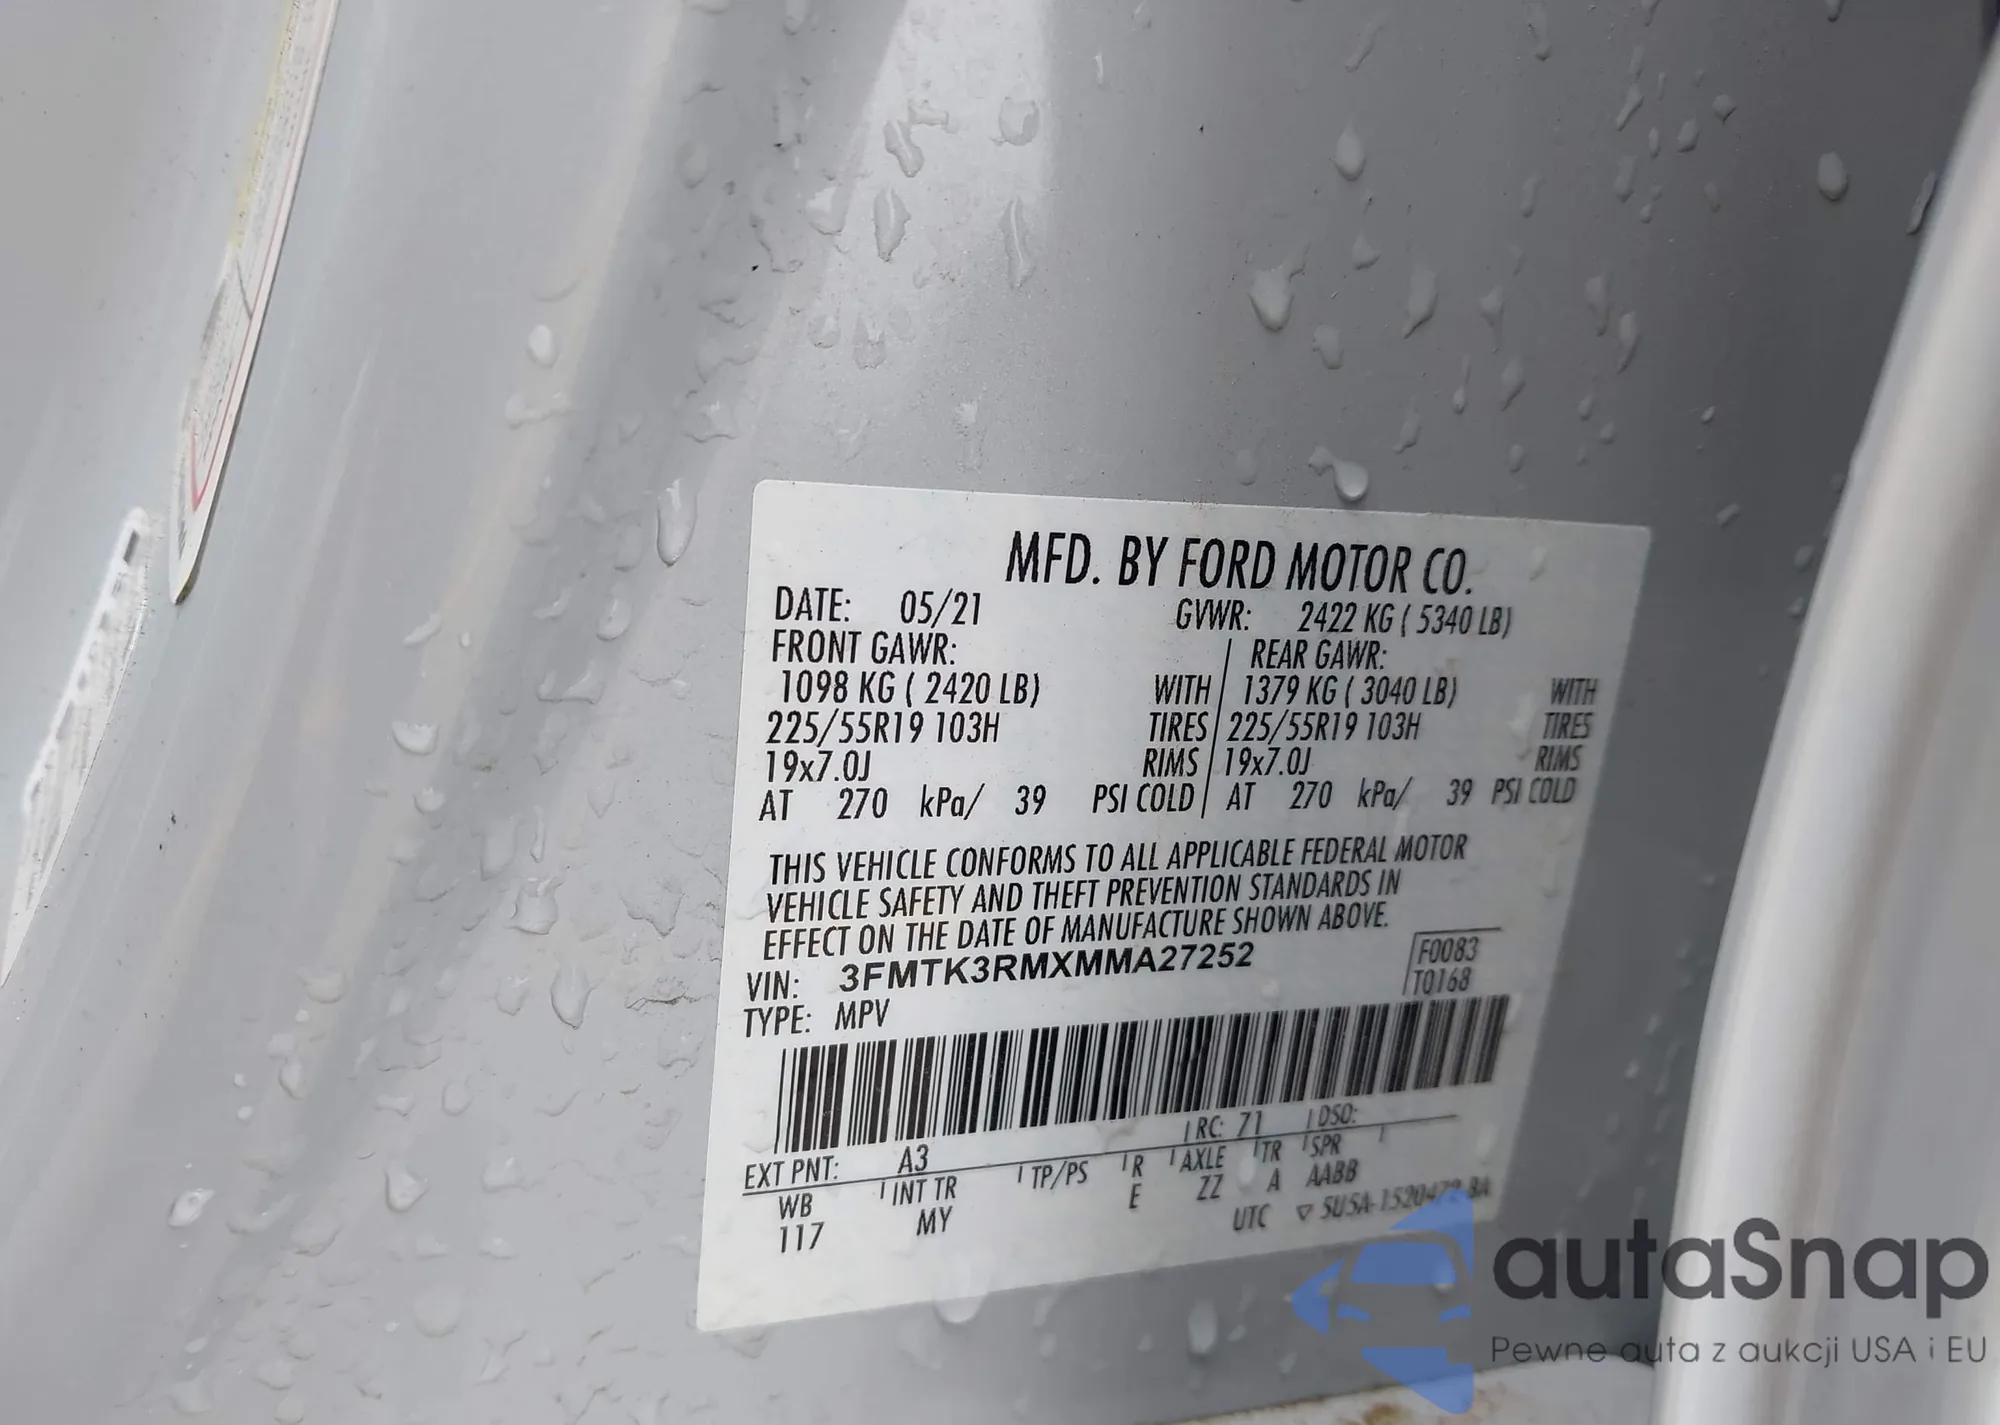 MFD. BY FORD MOTOR CO.
DATE: 05/21 GVWR: 2422 KG ( 5340 LB)
FRONT GAWR: REAR GAWR:
1098 KG ( 2420 LB) WITH 1379 KG ( 3040 LB) WITH
225/55R19 103H TIRES 225/55R19 103H TIRES
19x7.0J RIMS 19x7.0J RIMS
AT 270 kPa/ 39 PSI COLD AT 270 kPa/ 39 PSI COLD
THIS VEHICLE CONFORMS TO ALL APPLICABLE FEDERAL MOTOR
VEHICLE SAFETY AND THEFT PREVENTION STANDARDS IN
EFFECT ON THE DATE OF MANUFACTURE SHOWN ABOVE.
VIN: 3FMTK3RMXMMA27252 F0083
TYPE: MPV T0168
EXT PNT: A3 RC: 71 DSO:
WB INT TR TP/PS R AXLE TR SPR
117 MY E ZZ A AABB
UTC
autaSnap
Pewne auta z aukcji USA i EU